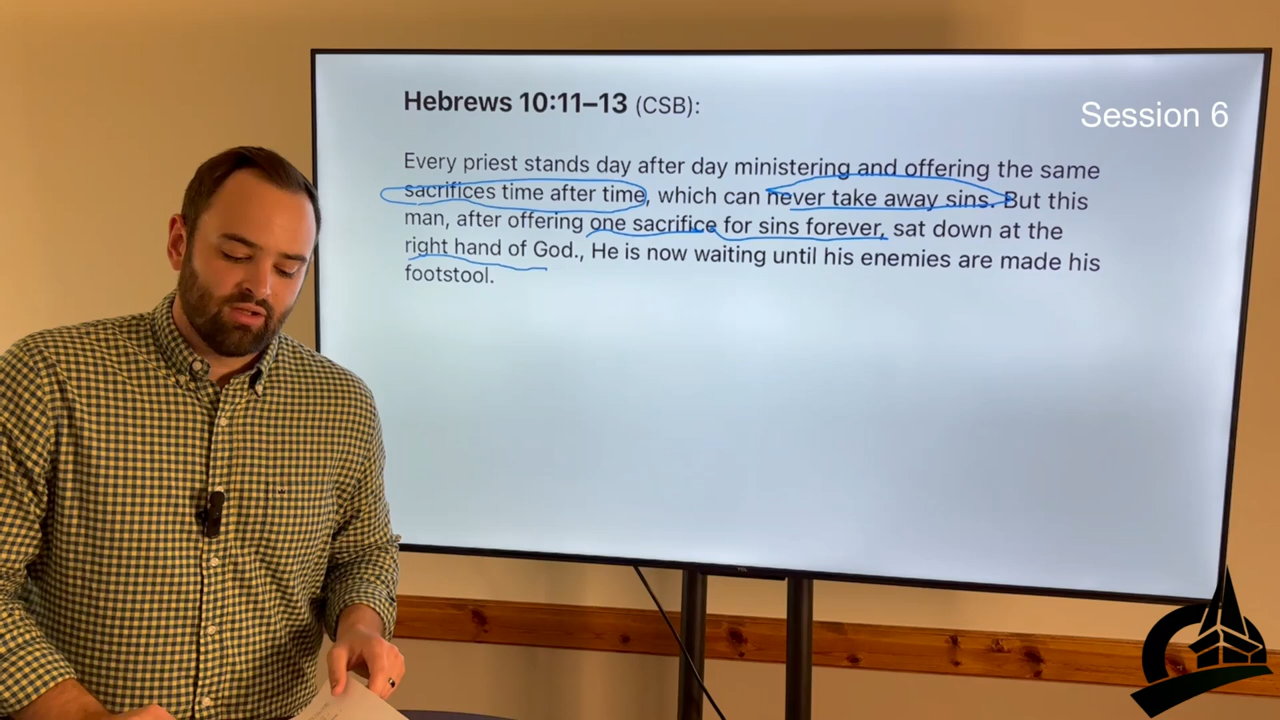 Hebrews 10:11–13 (CSB):
Session 6
Every priest stands day after day ministering and offering the same
sacrifices time after time, which can never take away sins. But this
man, after offering one sacrifice for sins forever, sat down at the
right hand of God., He is now waiting until his enemies are made his
footstool.
TCL